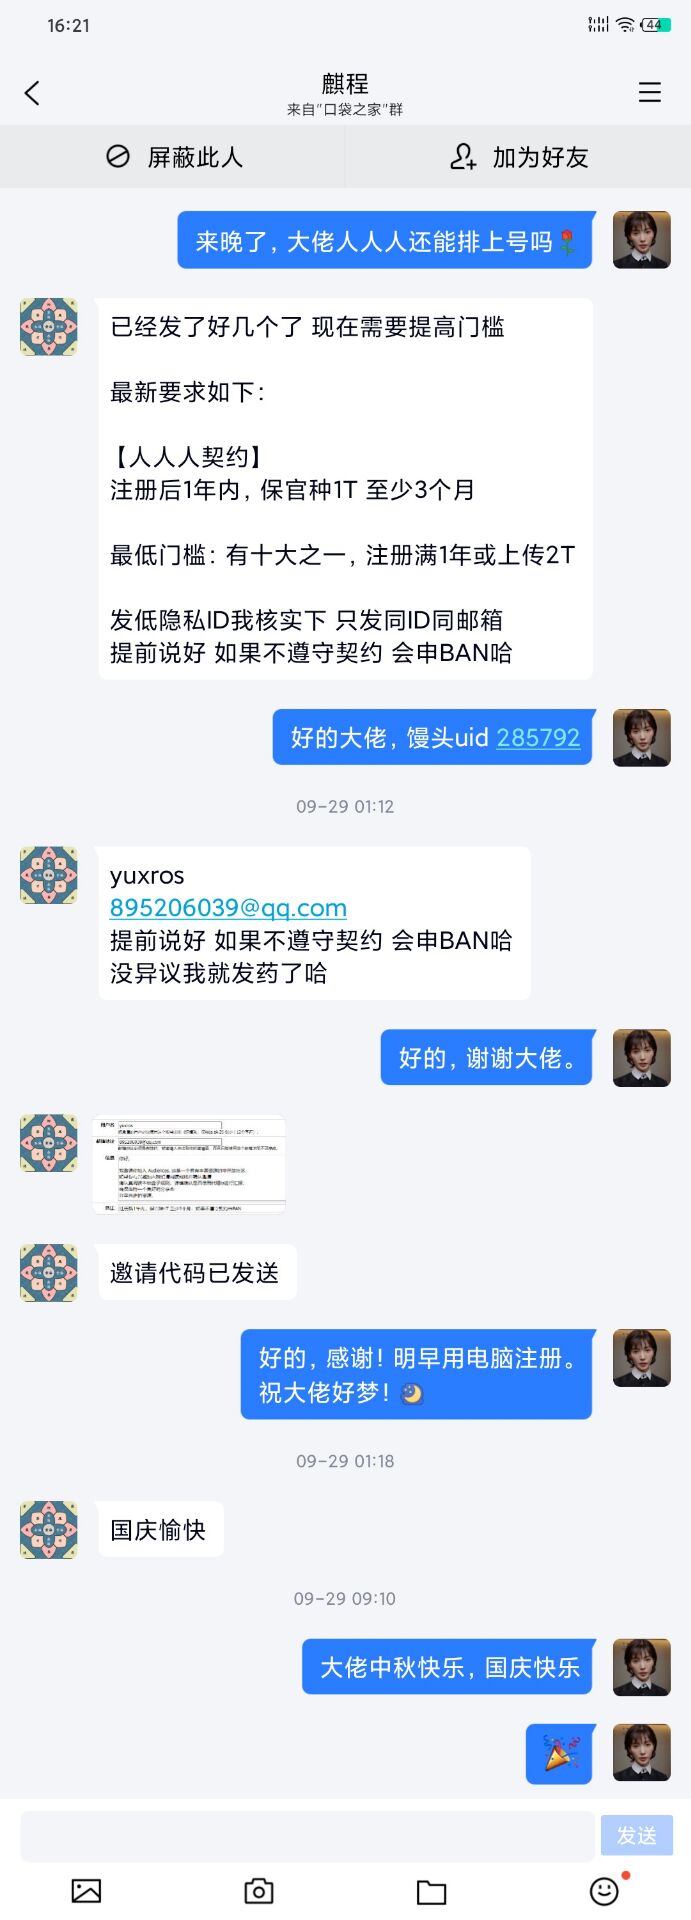 16:21
44
麒程
来自"口袋之家"群
屏蔽此人
加为好友
来晚了，大佬人人人还能排上号吗🌹
已经发了好几个了 现在需要提高门槛
最新要求如下：
【人人人契约】
注册后1年内，保官种1T 至少3个月
最低门槛：有十大之一，注册满1年或上传2T
发低隐私ID我核实下 只发同ID同邮箱
提前说好 如果不遵守契约 会申BAN哈
好的大佬，馒头uid 285792
09-29 01:12
yuxros
895206039@qq.com
提前说好 如果不遵守契约 会申BAN哈
没异议我就发药了哈
好的，谢谢大佬。
用户名 yuxros
895206039@qq.com
邀请代码已发送
好的，感谢！明早用电脑注册。
祝大佬好梦！🌜
09-29 01:18
国庆愉快
09-29 09:10
大佬中秋快乐，国庆快乐
🎉
发送